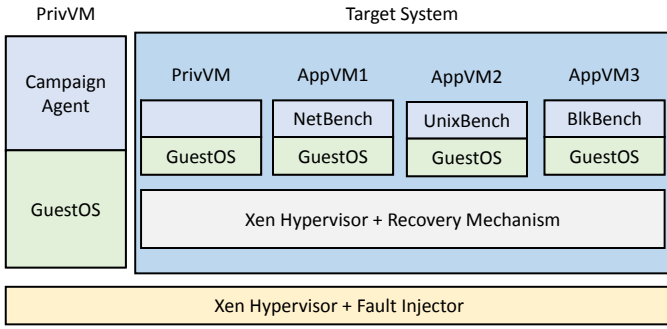 PrivVM
Target System
Campaign
Agent
GuestOS
PrivVM
AppVM1
AppVM2
AppVM3
NetBench
UnixBench
BlkBench
GuestOS
GuestOS
GuestOS
GuestOS
Xen Hypervisor + Recovery Mechanism
Xen Hypervisor + Fault Injector